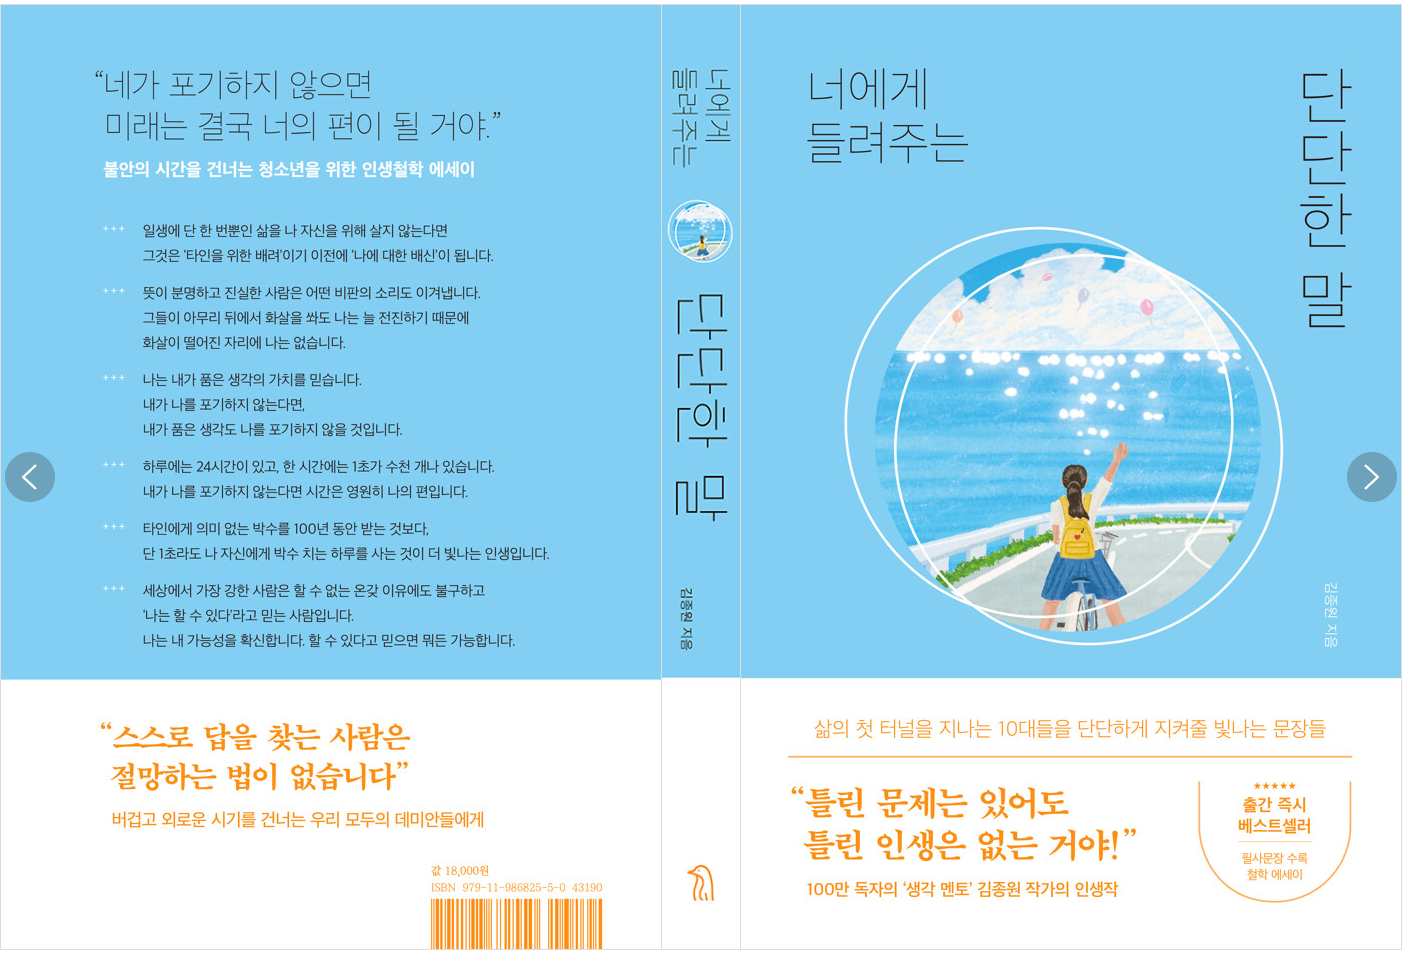 “네가 포기하지 않으면
미래는 결국 너의 편이 될 거야.”
불안의 시간을 건너는 청소년을 위한 인생철학 에세이
+++ 일생에 단 한 번뿐인 삶을 나 자신을 위해 살지 않는다면
그것은 ‘타인을 위한 배려’이기 이전에 ‘나에 대한 배신’이 됩니다.
+++ 뜻이 분명하고 진실한 사람은 어떤 비판의 소리도 이겨냅니다.
그들이 아무리 뒤에서 화살을 쏴도 나는 늘 전진하기 때문에
화살이 떨어진 자리에 나는 없습니다.
+++ 나는 내가 품은 생각의 가치를 믿습니다.
내가 나를 포기하지 않는다면,
내가 품은 생각도 나를 포기하지 않을 것입니다.
+++ 하루에는 24시간이 있고, 한 시간에는 1초가 수천 개나 있습니다.
내가 나를 포기하지 않는다면 시간은 영원히 나의 편입니다.
+++ 타인에게 의미 없는 박수를 100년 동안 받는 것보다,
단 1초라도 나 자신에게 박수 치는 하루를 사는 것이 더 빛나는 인생입니다.
+++ 세상에서 가장 강한 사람은 할 수 없는 온갖 이유에도 불구하고
‘나는 할 수 있다’라고 믿는 사람입니다.
나는 내 가능성을 확신합니다. 할 수 있다고 믿으면 뭐든 가능합니다.
“스스로 답을 찾는 사람은
절망하는 법이 없습니다”
버겁고 외로운 시기를 건너는 우리 모두의 데미안들에게
값 18,000원
ISBN 979-11-986825-5-0 43190
너에게
들려주는
단단한 말
김종원 지음
너에게
들려주는
단단한 말
김종원 지음
삶의 첫 터널을 지나는 10대들을 단단하게 지켜줄 빛나는 문장들
“틀린 문제는 있어도
틀린 인생은 없는 거야!”
100만 독자의 ‘생각 멘토’ 김종원 작가의 인생작
★★★★★
출간 즉시
베스트셀러
필사문장 수록
철학 에세이